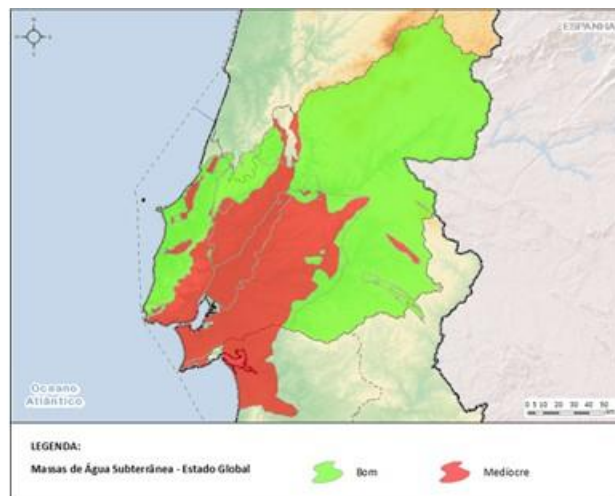 ESPANHA
Oceano
Atlântico
0 5 10 20 30 40 50
LEGENDA:
Massas de Água Subterrânea - Estado Global
Bom
Medíocre